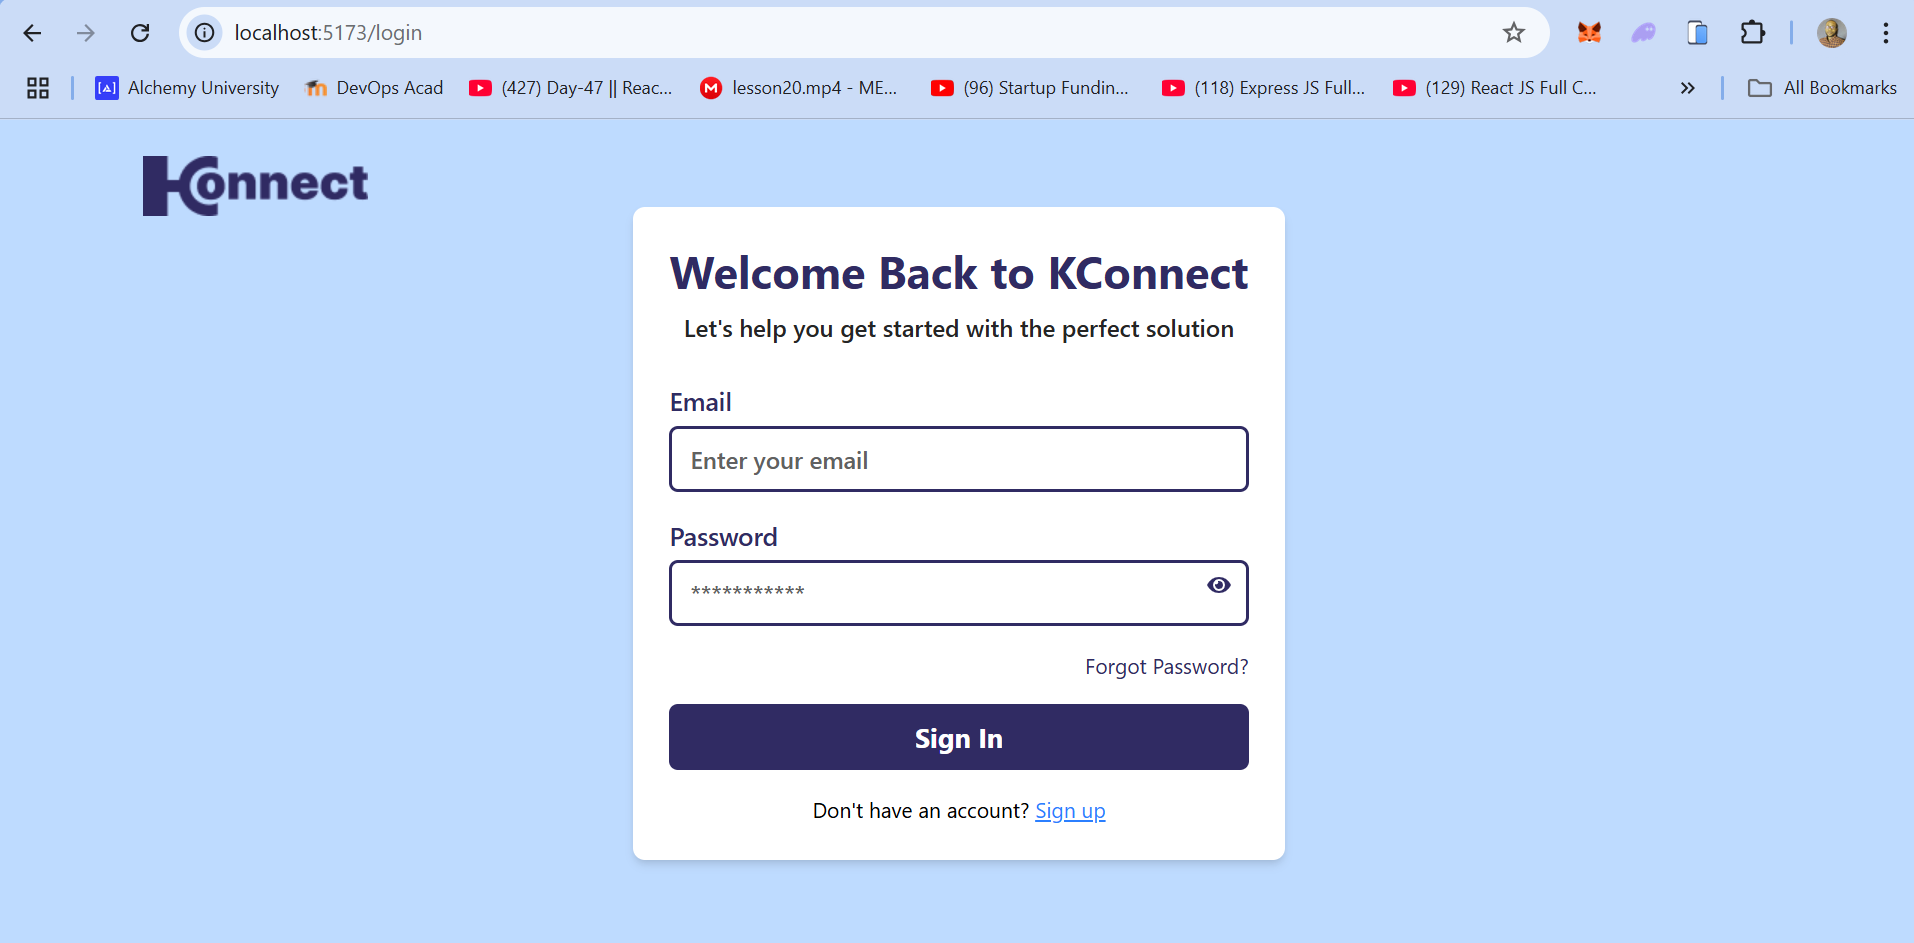 localhost:5173/login
Alchemy University DevOps Acad (427) Day-47 || Reac... lesson20.mp4 - ME... (96) Startup Fundin... (118) Express JS Full... (129) React JS Full C... All Bookmarks
KConnect
Welcome Back to KConnect
Let's help you get started with the perfect solution
Email
Enter your email
Password
***********
Forgot Password?
Sign In
Don't have an account? Sign up